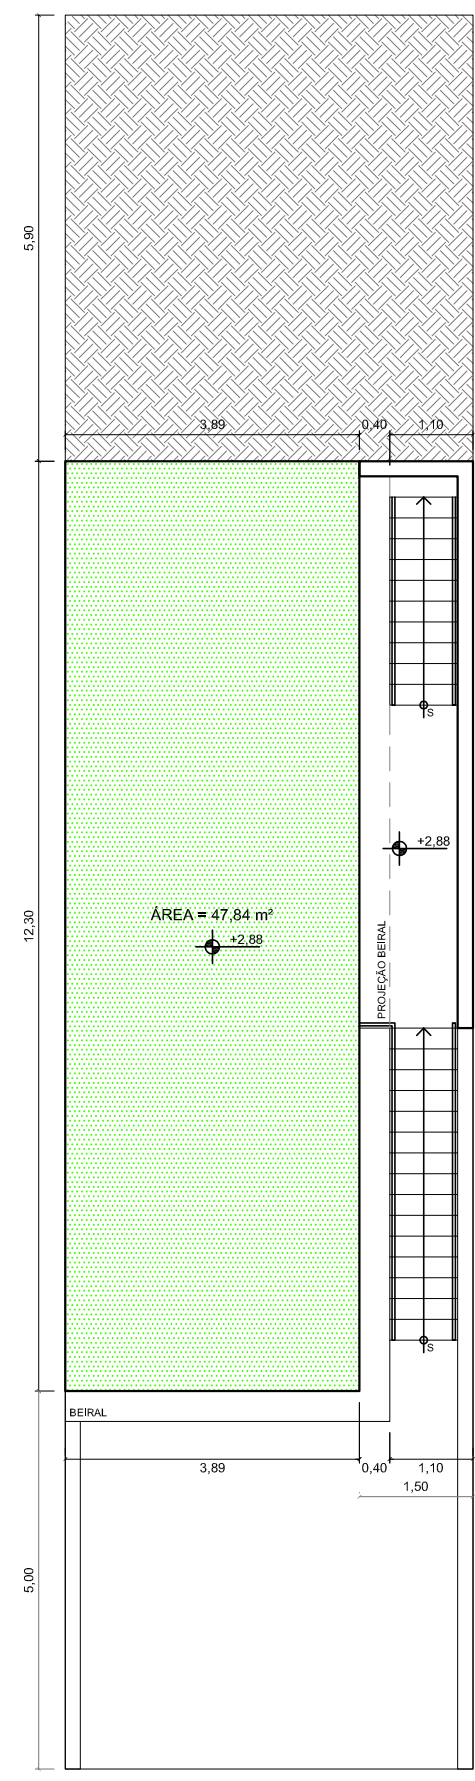 5,90
3,89
0,40
1,10
S
+2,88
PROJEÇÃO BEIRAL
12,30
ÁREA = 47,84 m²
+2,88
S
BEIRAL
3,89
0,40
1,10
1,50
5,00